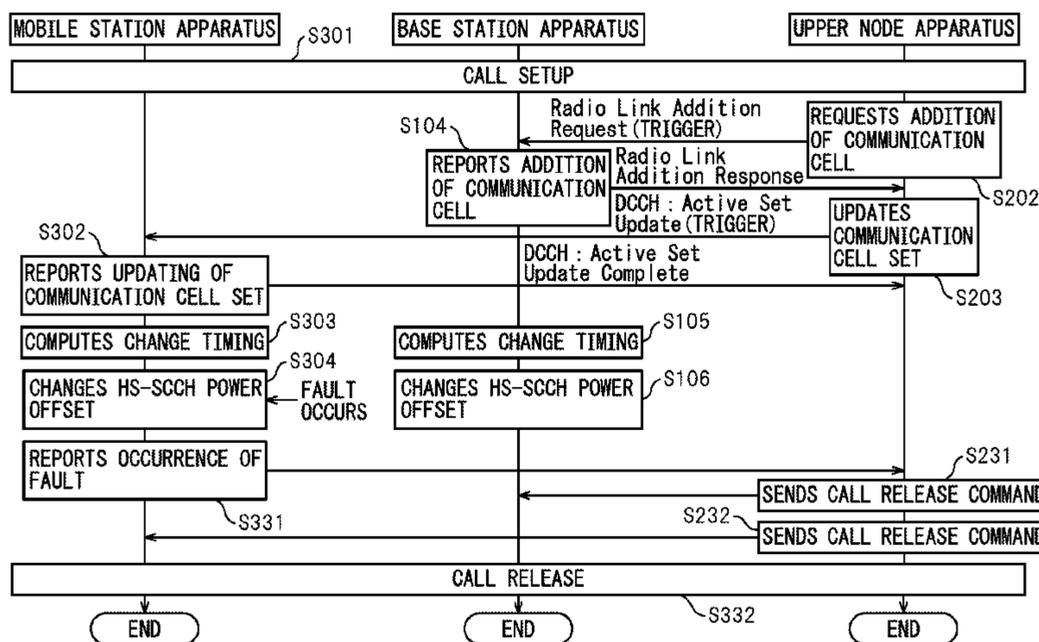 MOBILE STATION APPARATUS
BASE STATION APPARATUS
UPPER NODE APPARATUS
S301
CALL SETUP
Radio Link Addition
Request(TRIGGER)
REQUESTS ADDITION
OF COMMUNICATION
CELL
S202
S104
REPORTS ADDITION
OF COMMUNICATION
CELL
Radio Link
Addition Response
DCCH:Active Set
Update(TRIGGER)
UPDATES
COMMUNICATION
CELL SET
S203
S302
REPORTS UPDATING OF
COMMUNICATION CELL SET
DCCH:Active Set
Update Complete
S303
COMPUTES CHANGE TIMING
S105
COMPUTES CHANGE TIMING
S304
CHANGES HS-SCCH POWER
OFFSET
FAULT
OCCURS
S106
CHANGES HS-SCCH POWER
OFFSET
REPORTS OCCURRENCE OF
FAULT
S331
S231
SENDS CALL RELEASE COMMAND
S232
SENDS CALL RELEASE COMMAND
CALL RELEASE
S332
END
END
END